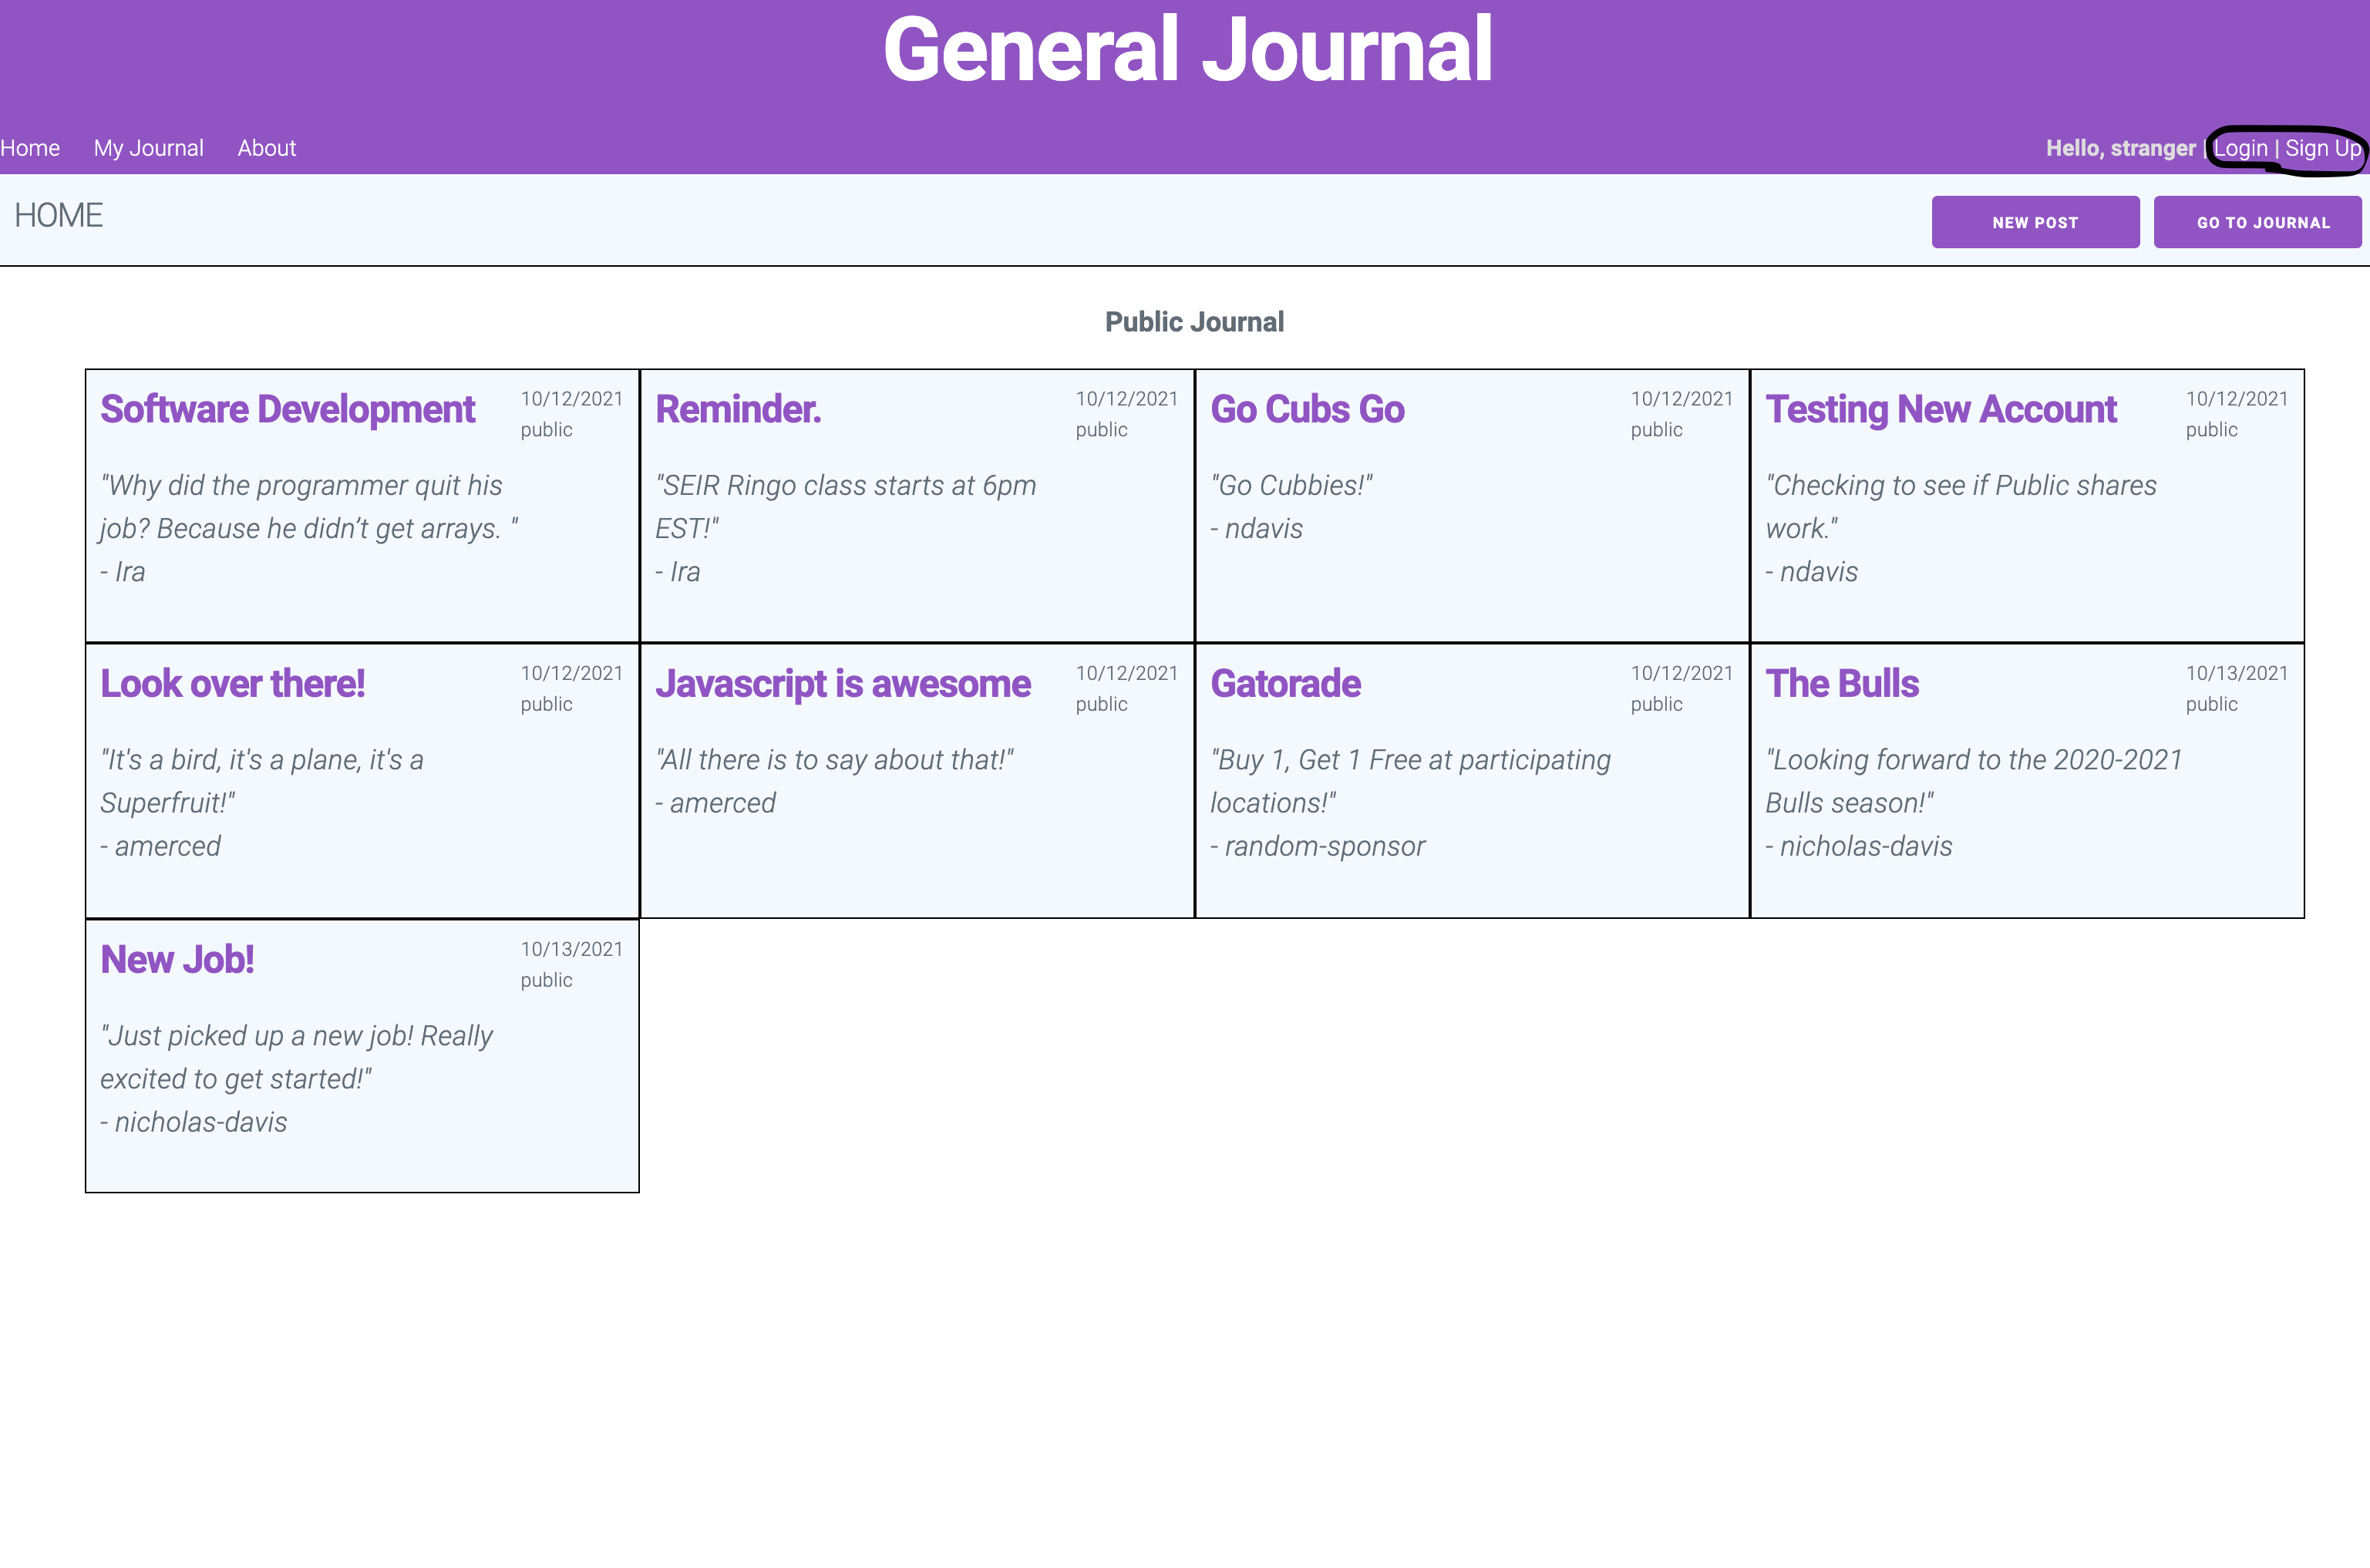 General Journal
Home My Journal About Hello, stranger | Login | Sign Up
HOME NEW POST GO TO JOURNAL
Public Journal
Software Development 10/12/2021
public
"Why did the programmer quit his
job? Because he didn’t get arrays. "
- Ira
Reminder. 10/12/2021
public
"SEIR Ringo class starts at 6pm
EST!"
- Ira
Go Cubs Go 10/12/2021
public
"Go Cubbies!"
- ndavis
Testing New Account 10/12/2021
public
"Checking to see if Public shares
work."
- ndavis
Look over there! 10/12/2021
public
"It's a bird, it's a plane, it's a
Superfruit!"
- amerced
Javascript is awesome 10/12/2021
public
"All there is to say about that!"
- amerced
Gatorade 10/12/2021
public
"Buy 1, Get 1 Free at participating
locations!"
- random-sponsor
The Bulls 10/13/2021
public
"Looking forward to the 2020-2021
Bulls season!"
- nicholas-davis
New Job! 10/13/2021
public
"Just picked up a new job! Really
excited to get started!"
- nicholas-davis